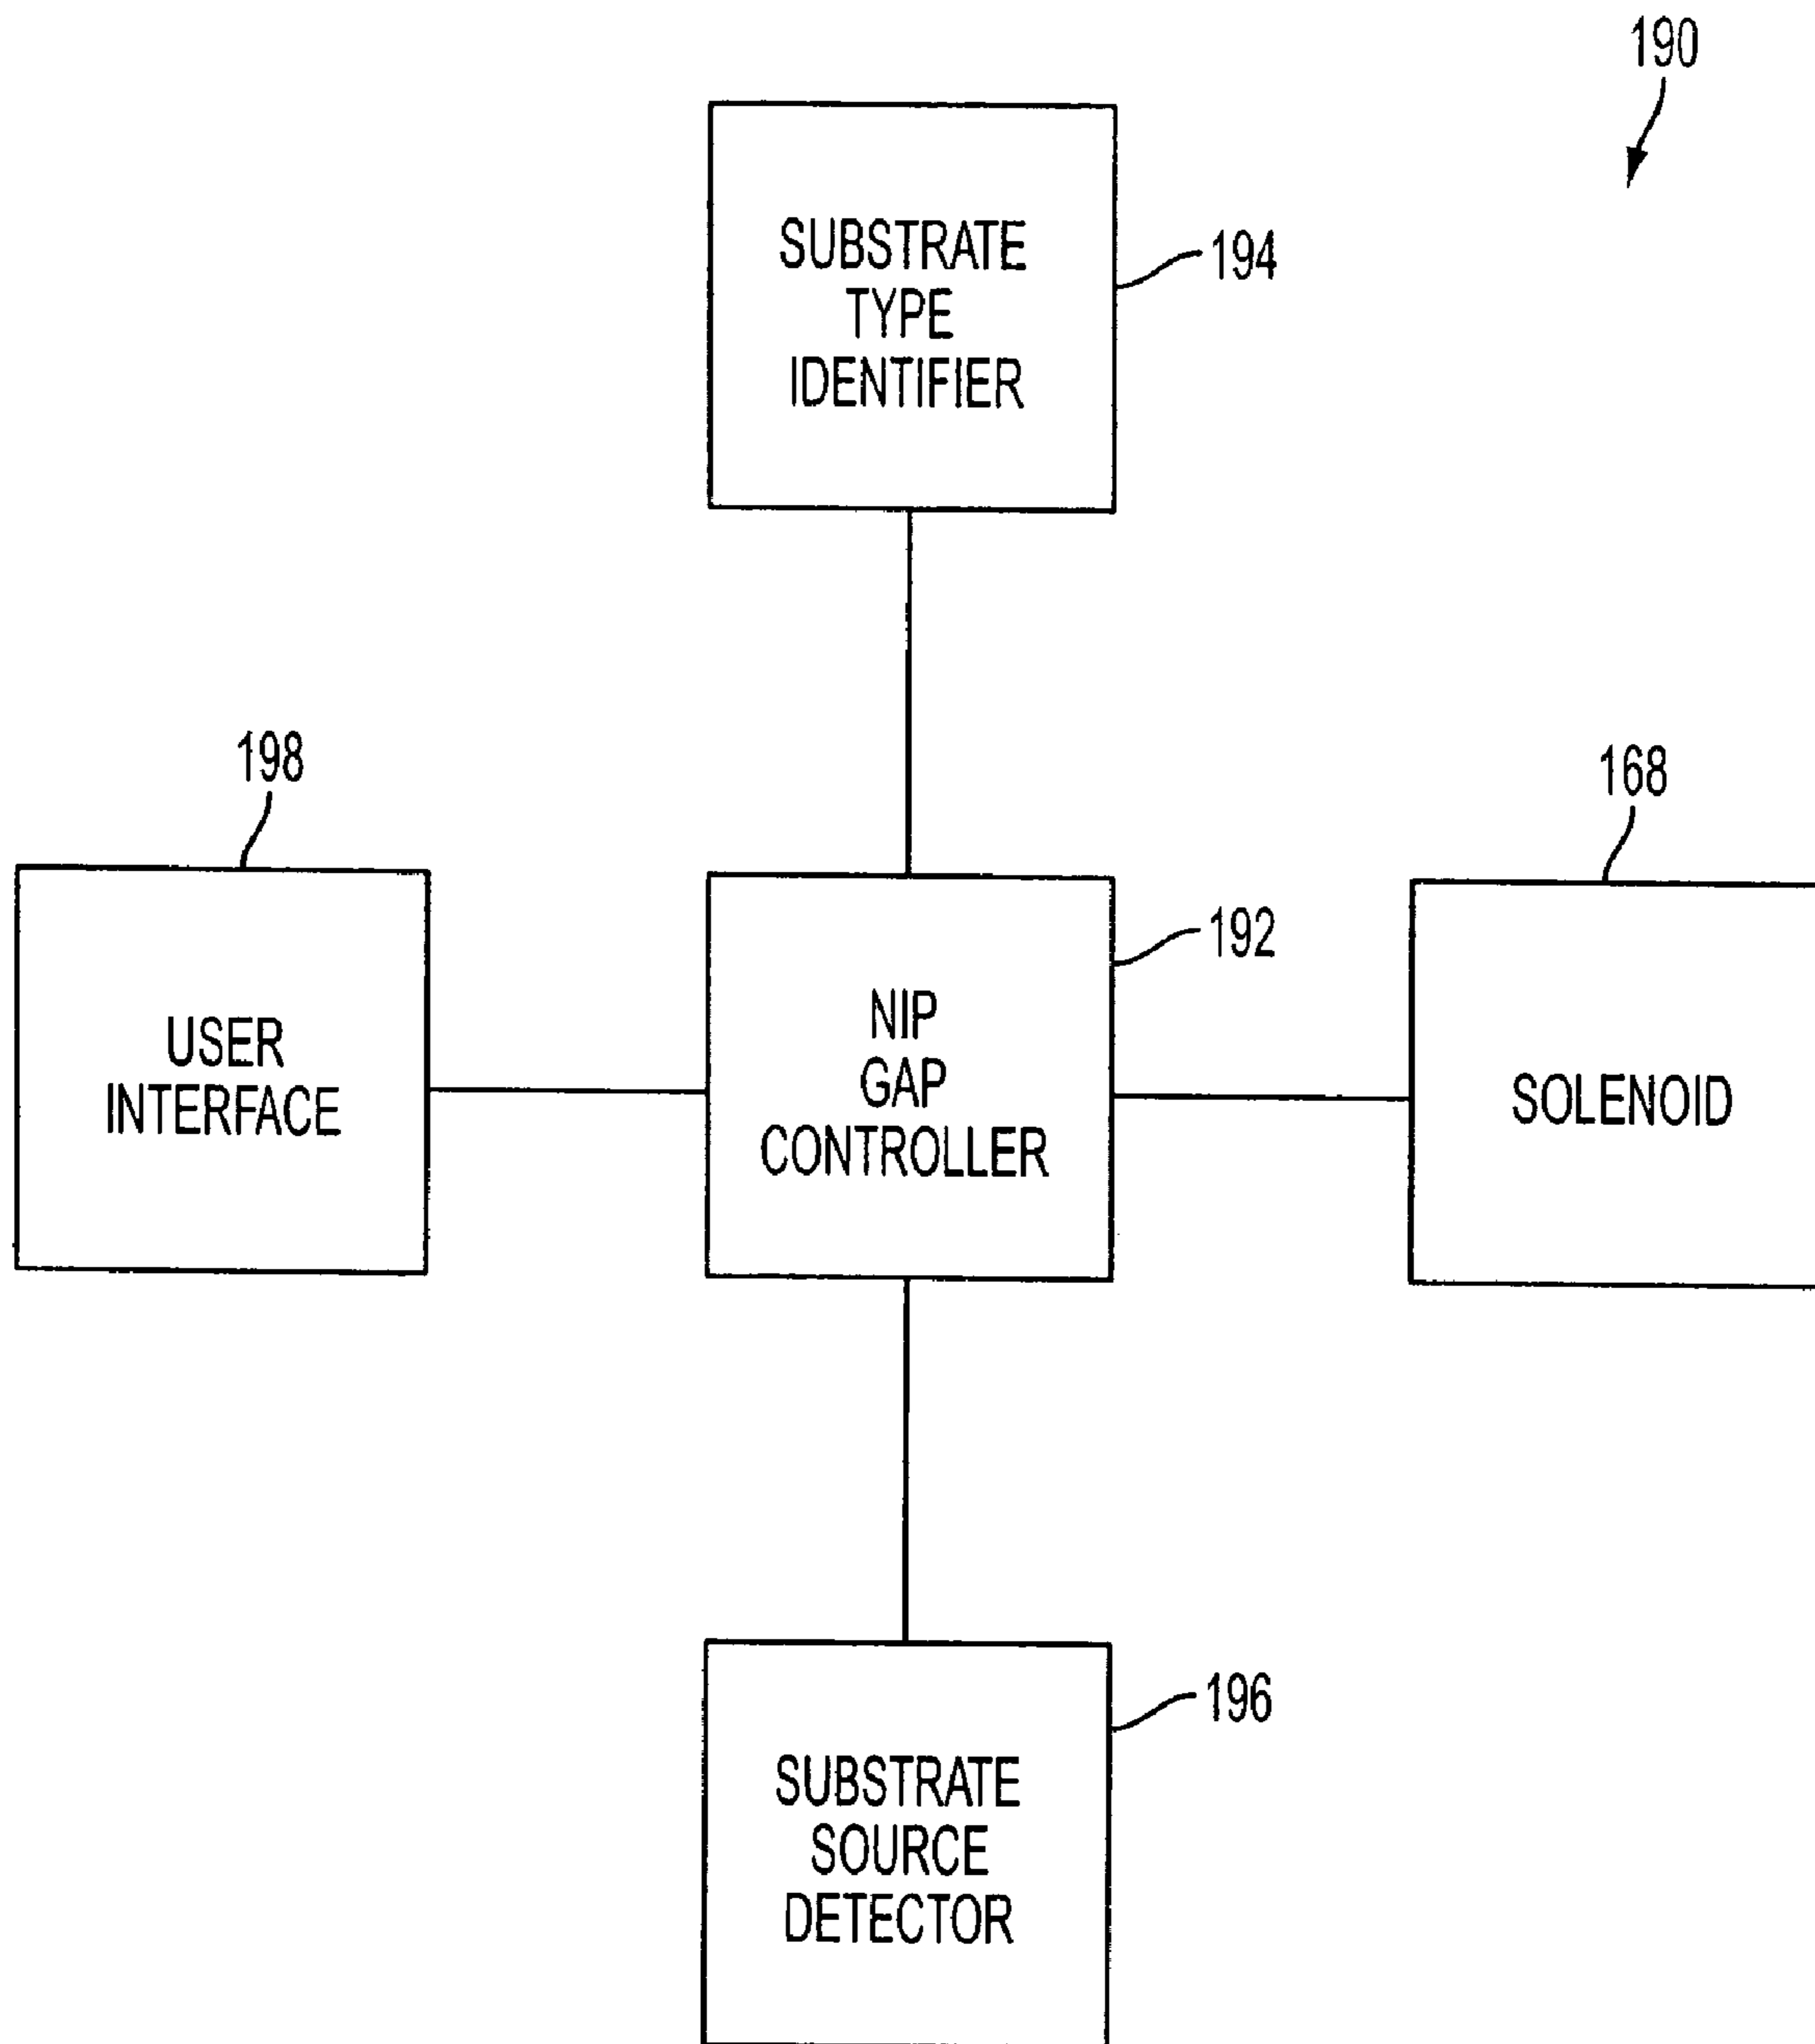 190
SUBSTRATE
TYPE
IDENTIFIER
194
198
168
USER
INTERFACE
192
NIP
GAP
CONTROLLER
SOLENOID
196
SUBSTRATE
SOURCE
DETECTOR